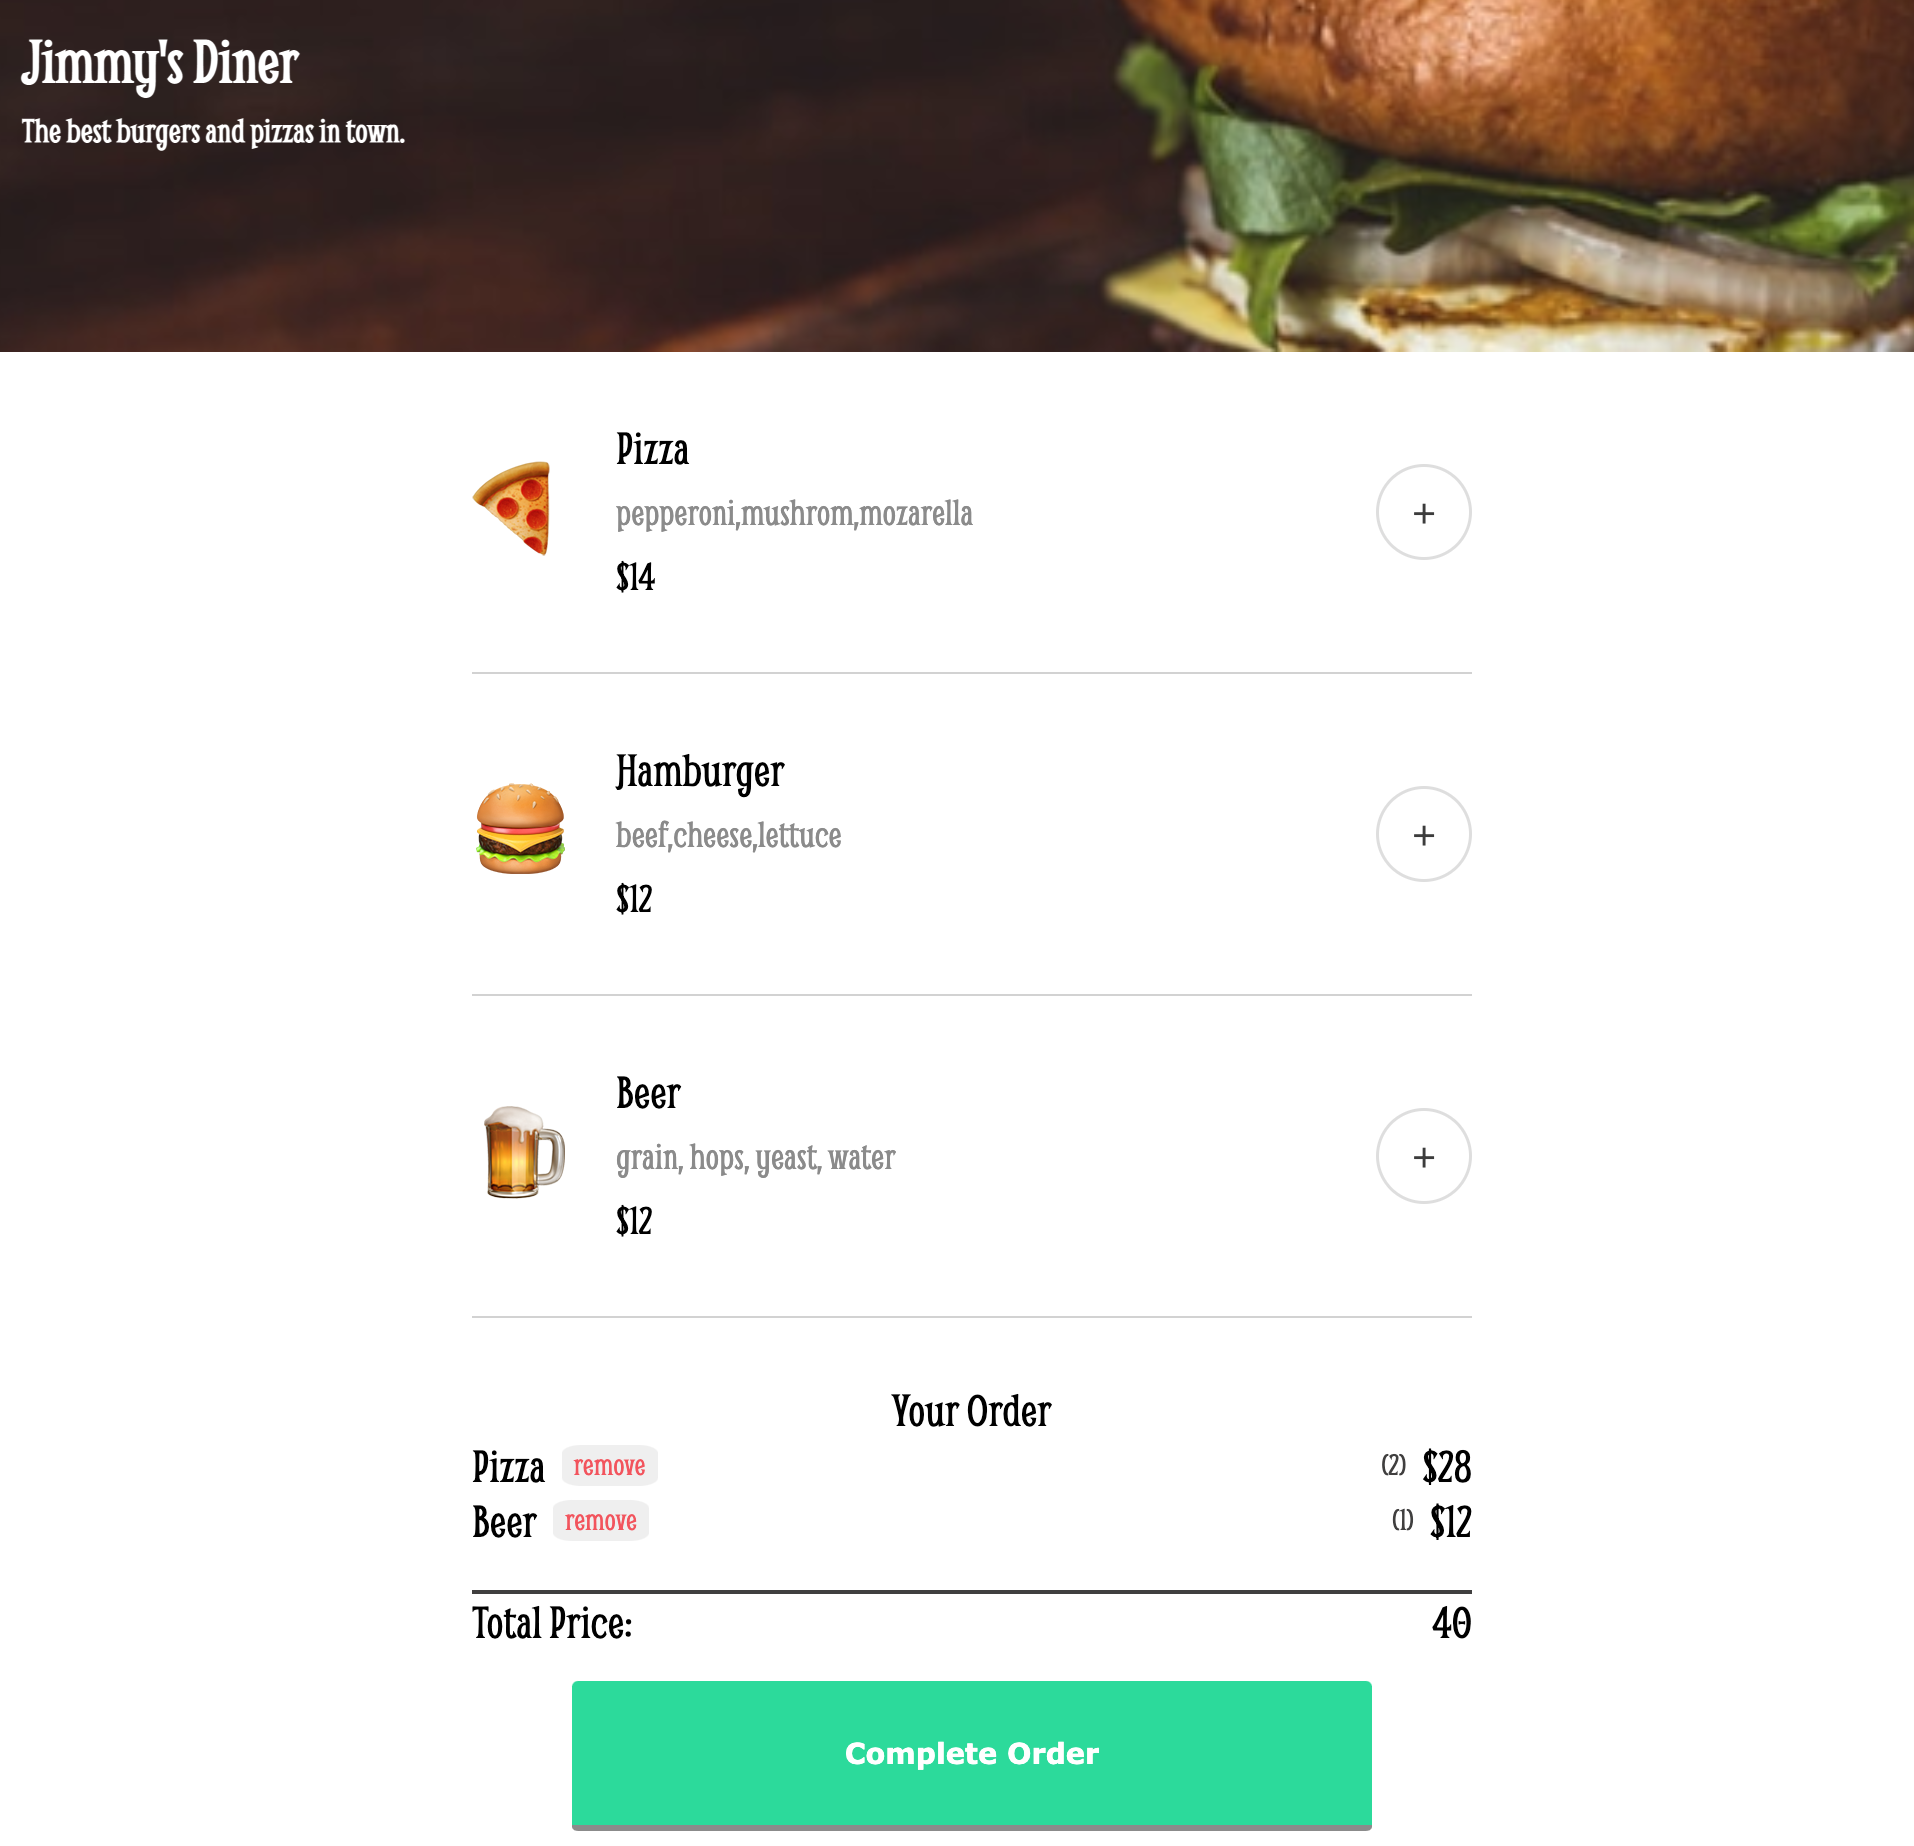 Jimmy's Diner
The best burgers and pizzas in town.
Pizza
pepperoni,mushrom,mozarella
+
$14
Hamburger
beef,cheese,lettuce
+
$12
Beer
grain, hops, yeast, water
+
$12
Your Order
Pizza remove (2) $28
Beer remove (1) $12
Total Price: 40
Complete Order